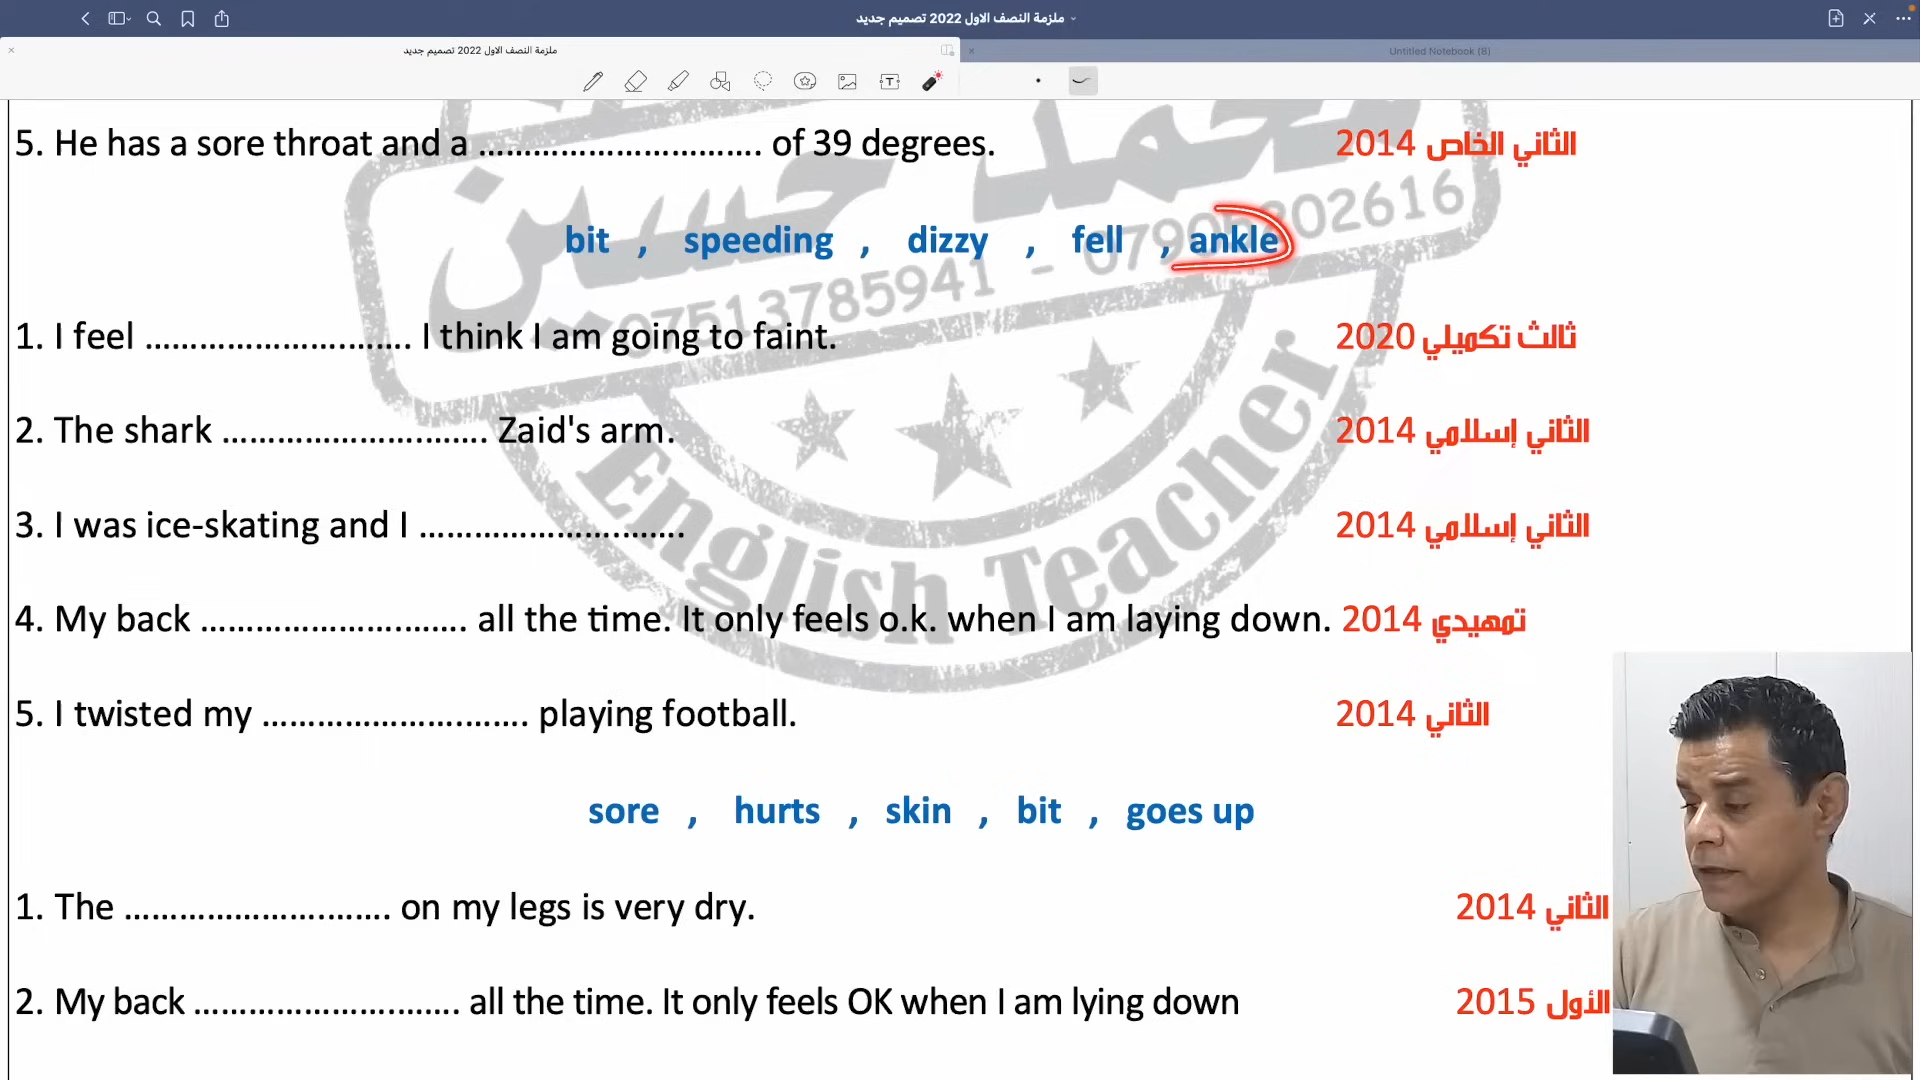 ملزمة النصف الاول 2022 تصميم جديد
ملزمة النصف الاول 2022 تصميم جديد
Untitled Notebook (8)
5. He has a sore throat and a ……………………….… of 39 degrees. الثاني الخاص 2014
bit , speeding , dizzy , fell , ankle
1. I feel ………………….……. I think I am going to faint. ثالث تكميلي 2020
2. The shark ………………….……. Zaid's arm. الثاني إسلامي 2014
3. I was ice-skating and I ………………….……. الثاني إسلامي 2014
4. My back ………………….……. all the time. It only feels o.k. when I am laying down. تمهيدي 2014
5. I twisted my ………………….……. playing football. الثاني 2014
sore , hurts , skin , bit , goes up
1. The ………………….……. on my legs is very dry. الثاني 2014
2. My back ………………….……. all the time. It only feels OK when I am lying down الأول 2015
محمد حسين
07513785941 - 07905802616
English Teacher